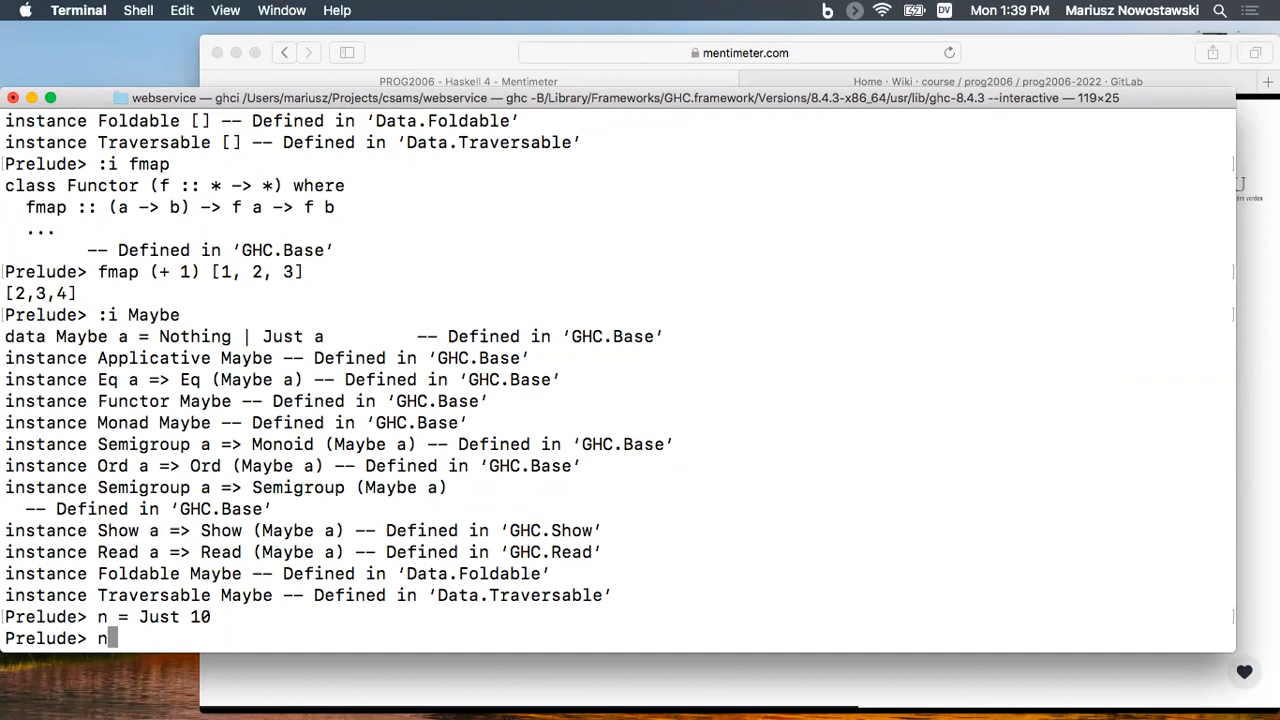 Terminal Shell Edit View Window Help DV Mon 1:39 PM Mariusz Nowostawski
mentimeter.com
PROG2006 - Haskell 4 - Mentimeter Home · Wiki · course / prog2006 / prog2006-2022 · GitLab
webservice — ghci /Users/mariusz/Projects/csams/webservice — ghc -B/Library/Frameworks/GHC.framework/Versions/8.4.3-x86_64/usr/lib/ghc-8.4.3 --interactive — 119×25
instance Foldable [] -- Defined in ‘Data.Foldable’
instance Traversable [] -- Defined in ‘Data.Traversable’
Prelude> :i fmap
class Functor (f :: * -> *) where
  fmap :: (a -> b) -> f a -> f b
  ...
        -- Defined in ‘GHC.Base’
Prelude> fmap (+ 1) [1, 2, 3]
[2,3,4]
Prelude> :i Maybe
data Maybe a = Nothing | Just a         -- Defined in ‘GHC.Base’
instance Applicative Maybe -- Defined in ‘GHC.Base’
instance Eq a => Eq (Maybe a) -- Defined in ‘GHC.Base’
instance Functor Maybe -- Defined in ‘GHC.Base’
instance Monad Maybe -- Defined in ‘GHC.Base’
instance Semigroup a => Monoid (Maybe a) -- Defined in ‘GHC.Base’
instance Ord a => Ord (Maybe a) -- Defined in ‘GHC.Base’
instance Semigroup a => Semigroup (Maybe a)
  -- Defined in ‘GHC.Base’
instance Show a => Show (Maybe a) -- Defined in ‘GHC.Show’
instance Read a => Read (Maybe a) -- Defined in ‘GHC.Read’
instance Foldable Maybe -- Defined in ‘Data.Foldable’
instance Traversable Maybe -- Defined in ‘Data.Traversable’
Prelude> n = Just 10
Prelude> n